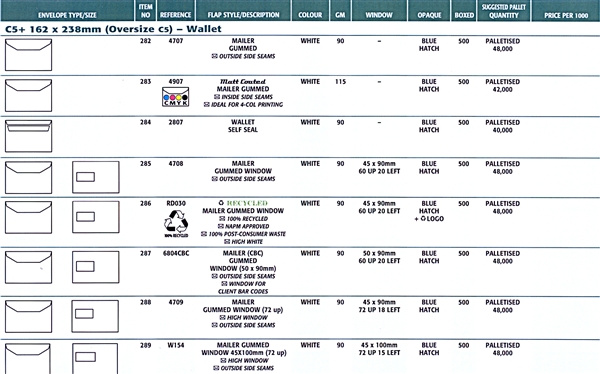 ENVELOPE TYPE/SIZE ITEM NO REFERENCE FLAP STYLE/DESCRIPTION COLOUR GM WINDOW OPAQUE BOXED SUGGESTED PALLET QUANTITY PRICE PER 1000
C5+ 162 x 238mm (Oversize C5) – Wallet
282 4707 MAILER WHITE 90 – BLUE 500 PALLETISED
GUMMED HATCH 48,000
OUTSIDE SIDE SEAMS
283 4907 Matt Coated WHITE 115 – BLUE 500 PALLETISED
MAILER GUMMED HATCH 42,000
CMYK INSIDE SIDE SEAMS
IDEAL FOR 4-COL PRINTING
284 2807 WALLET WHITE 90 – BLUE 500 PALLETISED
SELF SEAL HATCH 40,000
285 4708 MAILER WHITE 90 45 x 90mm BLUE 500 PALLETISED
GUMMED WINDOW 60 UP 20 LEFT HATCH 48,000
OUTSIDE SIDE SEAMS
286 RD030 RECYCLED WHITE 90 45 x 90mm BLUE 500 PALLETISED
MAILER GUMMED WINDOW 60 UP 20 LEFT HATCH 48,000
100% RECYCLED + LOGO
NAPM APPROVED
100% RECYCLED 100% POST-CONSUMER WASTE
HIGH WHITE
287 6804CBC MAILER (CBC) WHITE 90 50 x 90mm BLUE 500 PALLETISED
GUMMED 60 UP 20 LEFT HATCH 48,000
WINDOW (50 x 90mm)
OUTSIDE SIDE SEAMS
WINDOW FOR
CLIENT BAR CODES
288 4709 MAILER WHITE 90 45 x 90mm BLUE 500 PALLETISED
GUMMED WINDOW (72 up) 72 UP 18 LEFT HATCH 48,000
HIGH WINDOW
OUTSIDE SIDE SEAMS
289 W154 MAILER GUMMED WHITE 90 45 x 100mm BLUE 500 PALLETISED
WINDOW 45X100mm (72 up) 72 UP 15 LEFT HATCH 48,000
HIGH WINDOW
OUTSIDE SIDE SEAMS